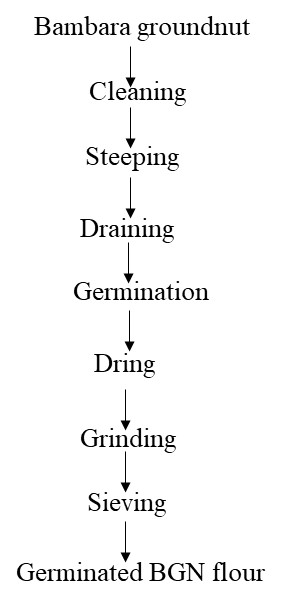 Bambara groundnut
Cleaning
Steeping
Draining
Germination
Dring
Grinding
Sieving
Germinated BGN flour